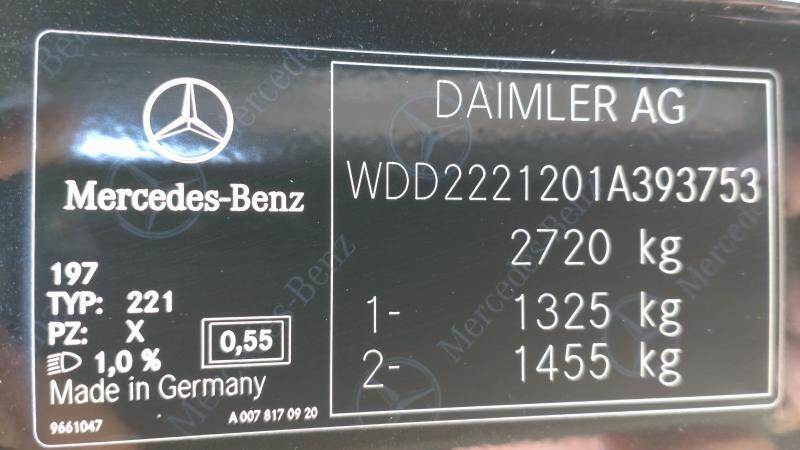 Mercedes-Benz
197
TYP: 221
PZ: X
1,0 %
0,55
Made in Germany
9661047
A 007 817 09 20
DAIMLER AG
WDD2221201A393753
2720 kg
1- 1325 kg
2- 1455 kg